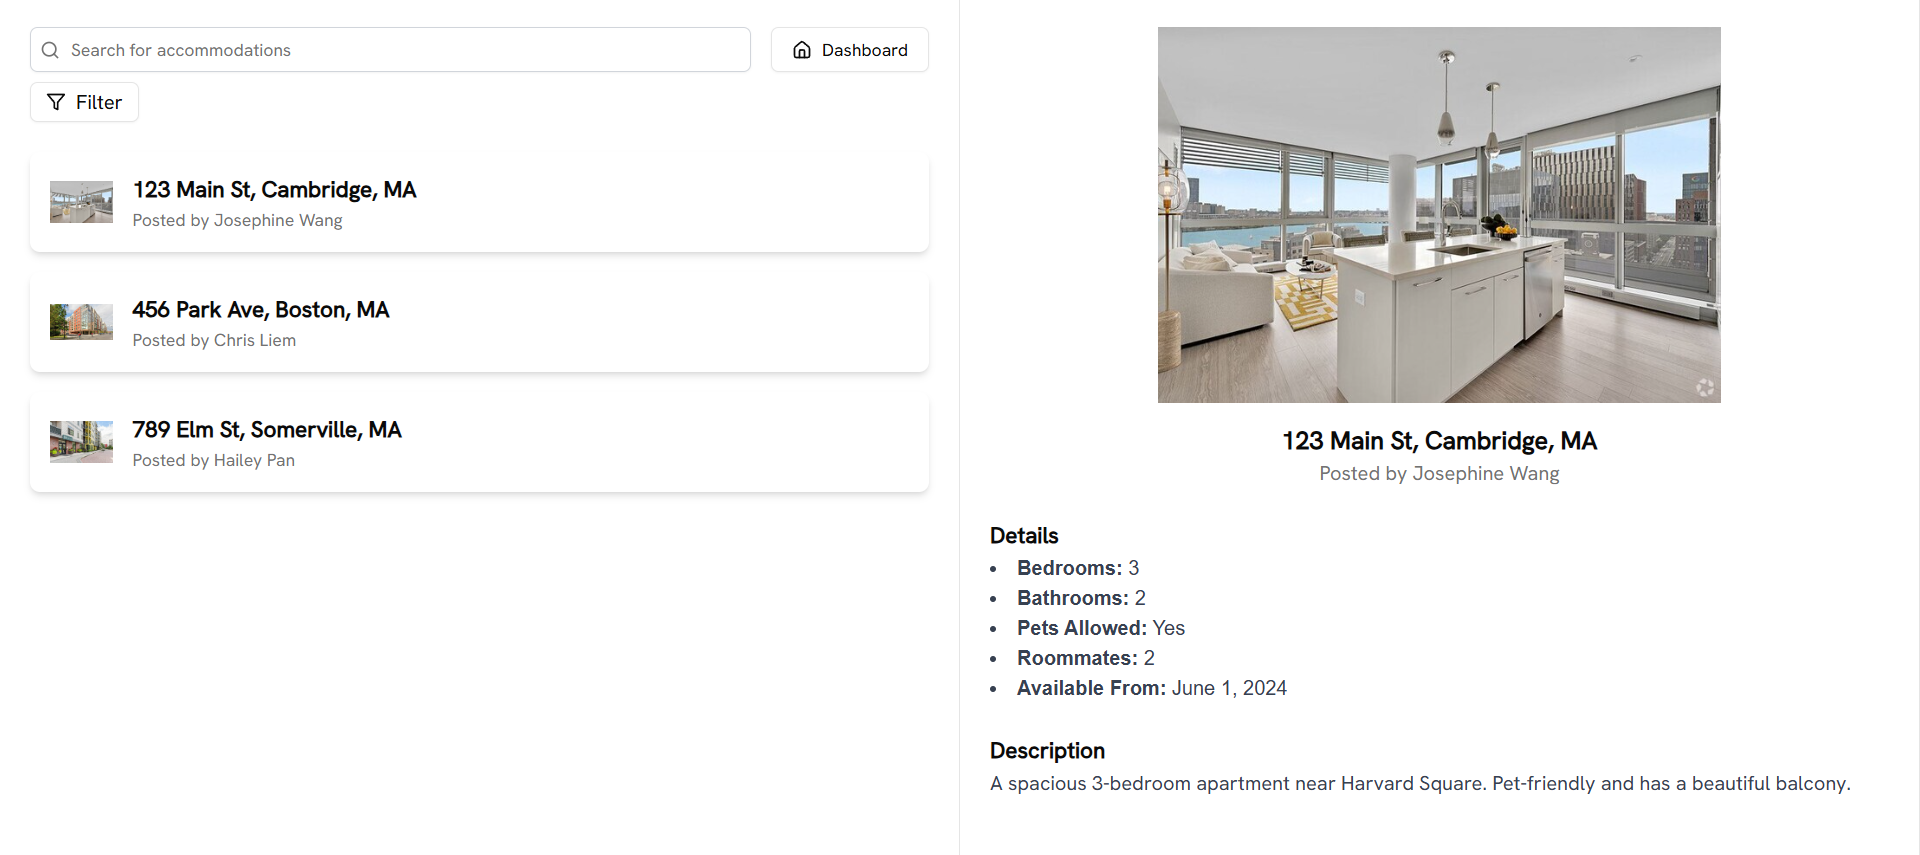 Search for accommodations
Dashboard
Filter
123 Main St, Cambridge, MA
Posted by Josephine Wang
456 Park Ave, Boston, MA
Posted by Chris Liem
789 Elm St, Somerville, MA
Posted by Hailey Pan
123 Main St, Cambridge, MA
Posted by Josephine Wang
Details
• Bedrooms: 3
• Bathrooms: 2
• Pets Allowed: Yes
• Roommates: 2
• Available From: June 1, 2024
Description
A spacious 3-bedroom apartment near Harvard Square. Pet-friendly and has a beautiful balcony.